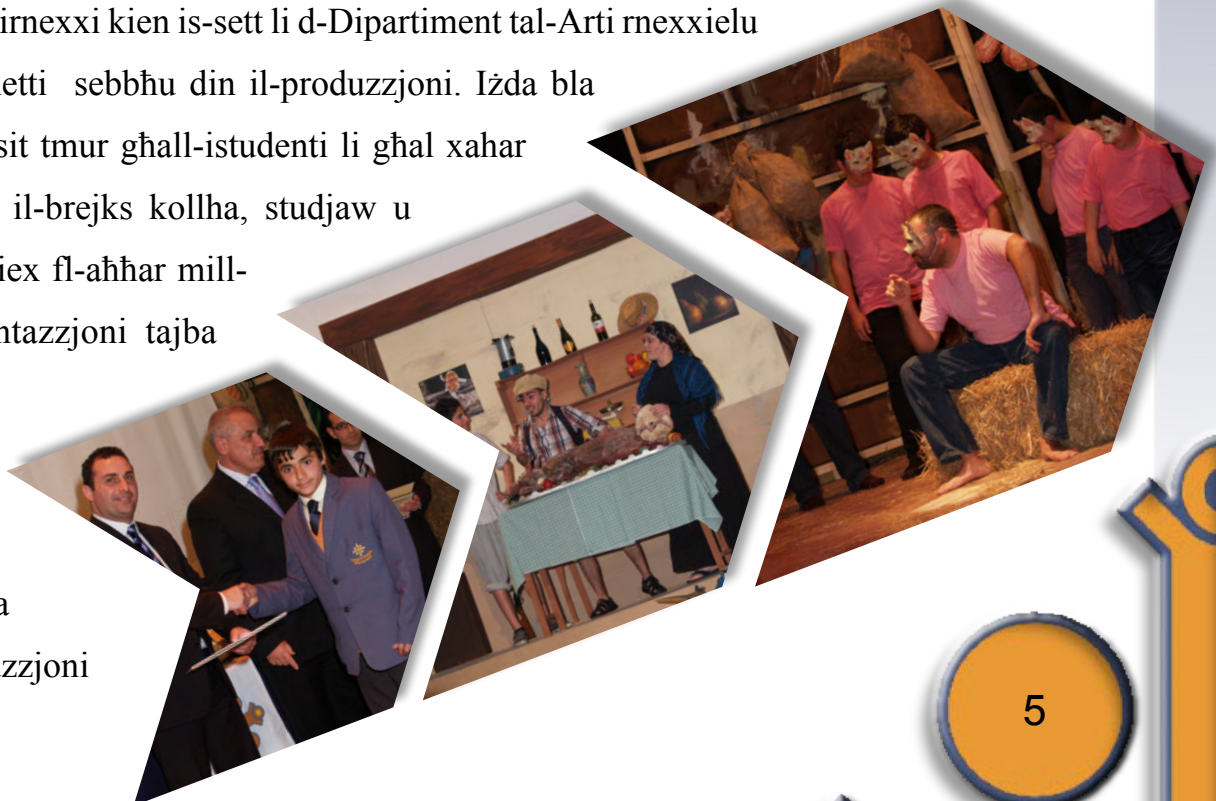 irnexxi kien is-sett li d-Dipartiment tal-Arti rnexxielu
etti sebbħu din il-produzzjoni. Iżda bla
sit tmur għall-istudenti li għal xahar
il-brejks kollha, studjaw u
iex fl-aħħar mill-
ntazzjoni tajba
a
zzjoni
5